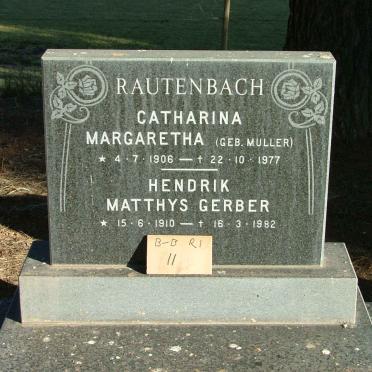 RAUTENBACH
CATHARINA
MARGARETHA (GEB. MULLER)
★ 4 - 7 - 1906 — † 22 - 10 - 1977
HENDRIK
MATTHYS GERBER
★ 15 - 6 - 1910 — † 16 - 3 - 1982
B-B R1
11